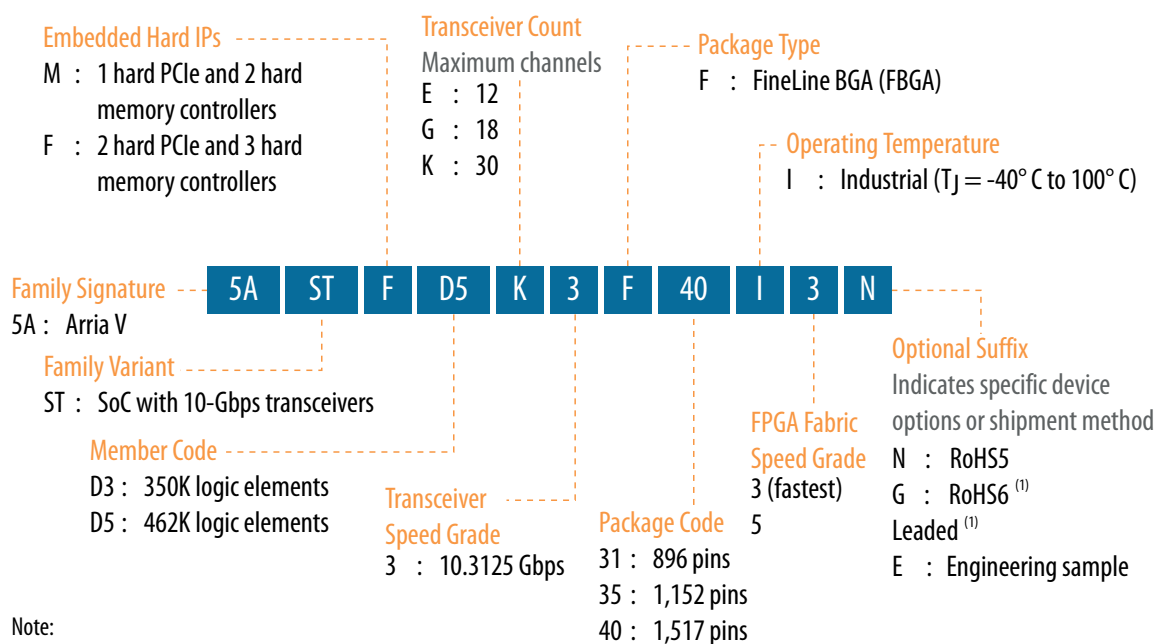 Embedded Hard IPs
M : 1 hard PCIe and 2 hard
memory controllers
F : 2 hard PCIe and 3 hard
memory controllers
Transceiver Count
Maximum channels
E : 12
G : 18
K : 30
Package Type
F : FineLine BGA (FBGA)
Operating Temperature
I : Industrial (TJ = -40° C to 100° C)
Family Signature
5A : Arria V
5A ST F D5 K 3 F 40 I 3 N
Family Variant
ST : SoC with 10-Gbps transceivers
Member Code
D3 : 350K logic elements
D5 : 462K logic elements
Transceiver
Speed Grade
3 : 10.3125 Gbps
Package Code
31 : 896 pins
35 : 1,152 pins
40 : 1,517 pins
FPGA Fabric
Speed Grade
3 (fastest)
5
Optional Suffix
Indicates specific device
options or shipment method
N : RoHS5
G : RoHS6 (1)
Leaded (1)
E : Engineering sample
Note: